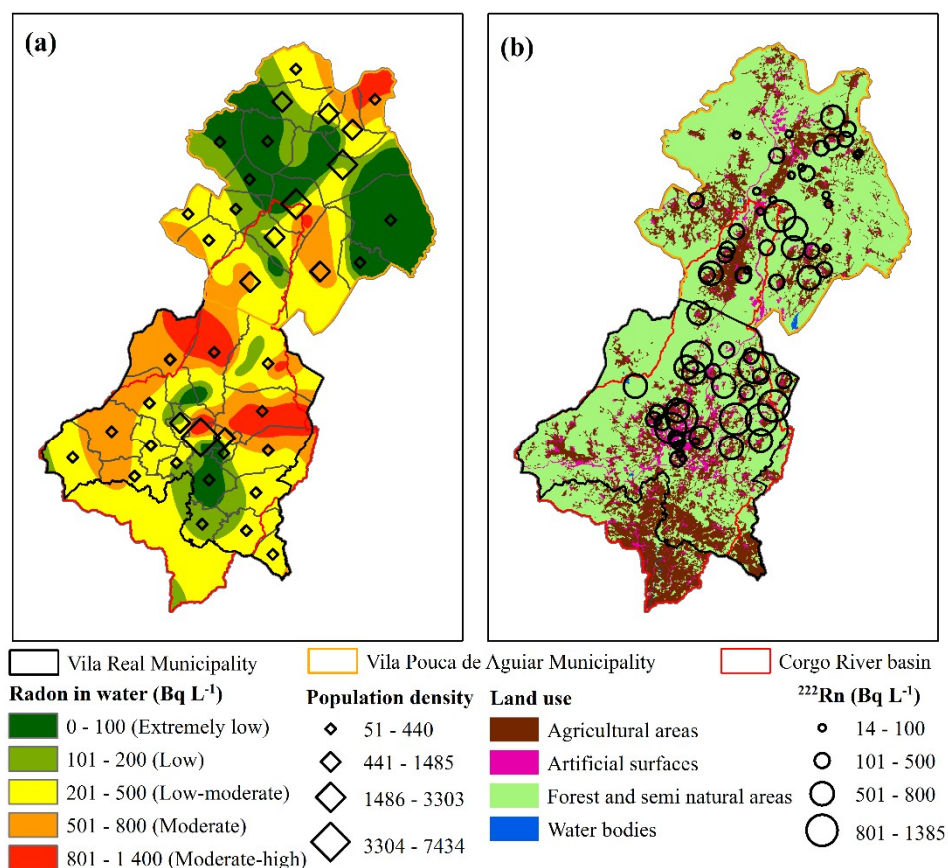 (a)
(b)
Vila Real Municipality
Vila Pouca de Aguiar Municipality
Corgo River basin
Radon in water (Bq L⁻¹)
0 - 100 (Extremely low)
101 - 200 (Low)
201 - 500 (Low-moderate)
501 - 800 (Moderate)
801 - 1 400 (Moderate-high)
Population density
51 - 440
441 - 1485
1486 - 3303
3304 - 7434
Land use
Agricultural areas
Artificial surfaces
Forest and semi natural areas
Water bodies
²²²Rn (Bq L⁻¹)
14 - 100
101 - 500
501 - 800
801 - 1385